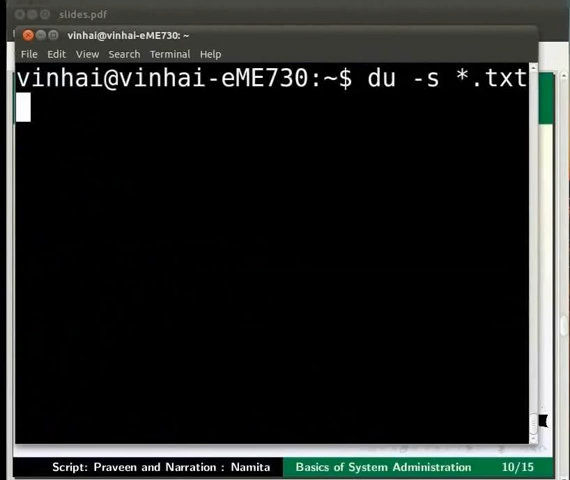 slides.pdf
vinhai@vinhai-eME730: ~
File Edit View Search Terminal Help
vinhai@vinhai-eME730:~$ du -s *.txt
Script: Praveen and Narration : Namita Basics of System Administration 10/15